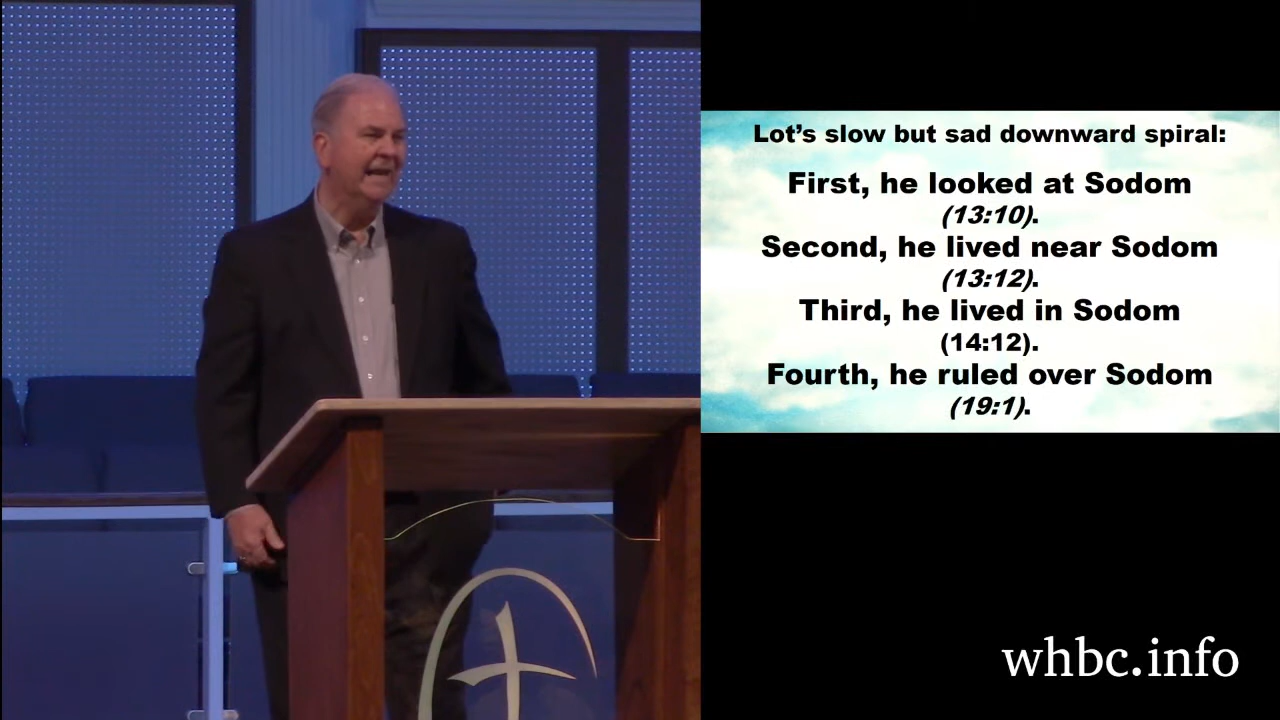 Lot's slow but sad downward spiral:
First, he looked at Sodom
(13:10).
Second, he lived near Sodom
(13:12).
Third, he lived in Sodom
(14:12).
Fourth, he ruled over Sodom
(19:1).
whbc.info